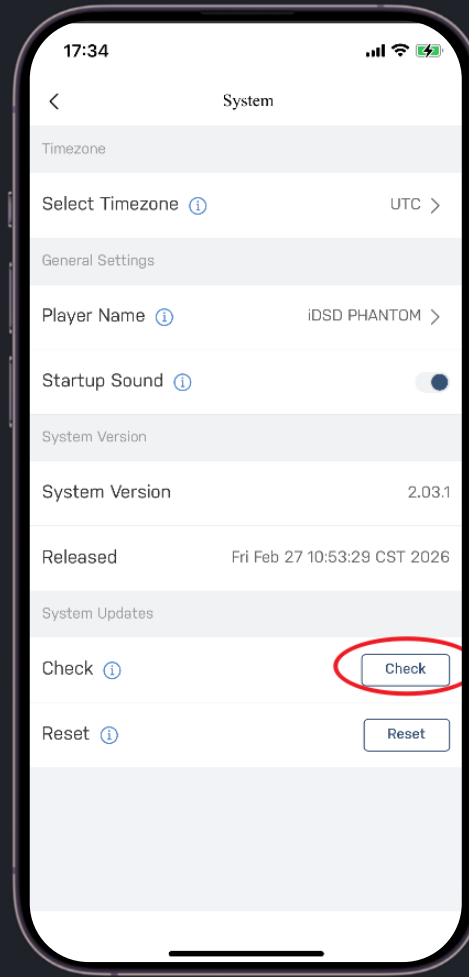 17:34
System
Timezone
Select Timezone UTC
General Settings
Player Name iDSD PHANTOM
Startup Sound
System Version
System Version 2.03.1
Released Fri Feb 27 10:53:29 CST 2026
System Updates
Check Check
Reset Reset